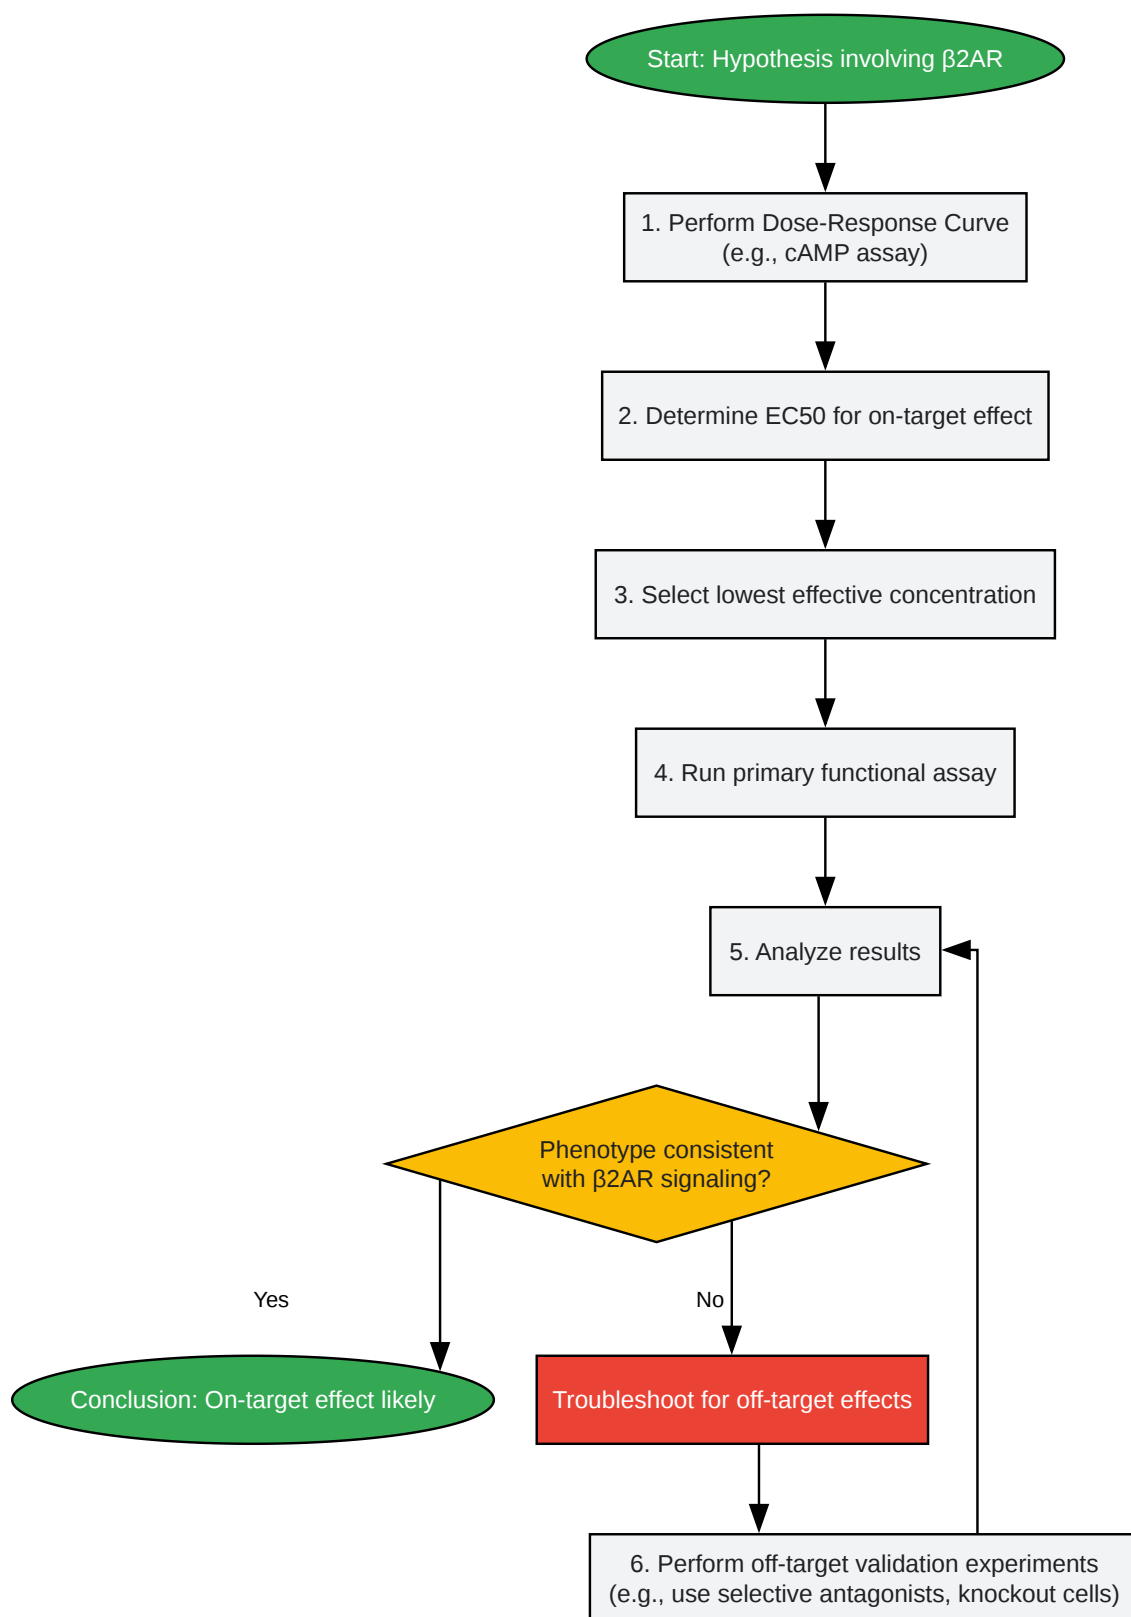 Start: Hypothesis involving β2AR
1. Perform Dose-Response Curve
(e.g., cAMP assay)
2. Determine EC50 for on-target effect
3. Select lowest effective concentration
4. Run primary functional assay
5. Analyze results
Phenotype consistent
with β2AR signaling?
Yes
No
Conclusion: On-target effect likely
Troubleshoot for off-target effects
6. Perform off-target validation experiments
(e.g., use selective antagonists, knockout cells)